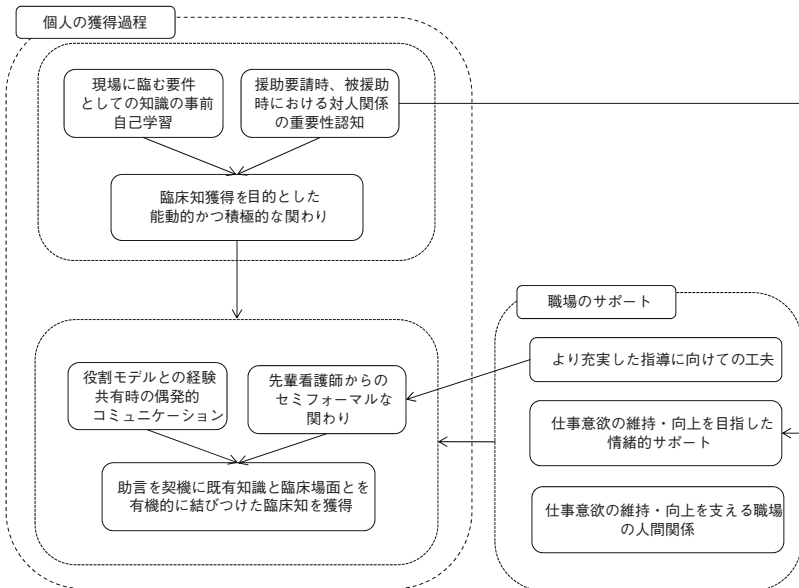 個人の獲得過程
現場に臨む要件
としての知識の事前
自己学習
援助要請時、被援助
時における対人関係
の重要性認知
臨床知獲得を目的とした
能動的かつ積極的な関わり
役割モデルとの経験
共有時の偶発的
コミュニケーション
先輩看護師からの
セミフォーマルな
関わり
助言を契機に既有知識と臨床場面とを
有機的に結びつけた臨床知を獲得
職場のサポート
より充実した指導に向けての工夫
仕事意欲の維持・向上を目指した
情緒的サポート
仕事意欲の維持・向上を支える職場
の人間関係